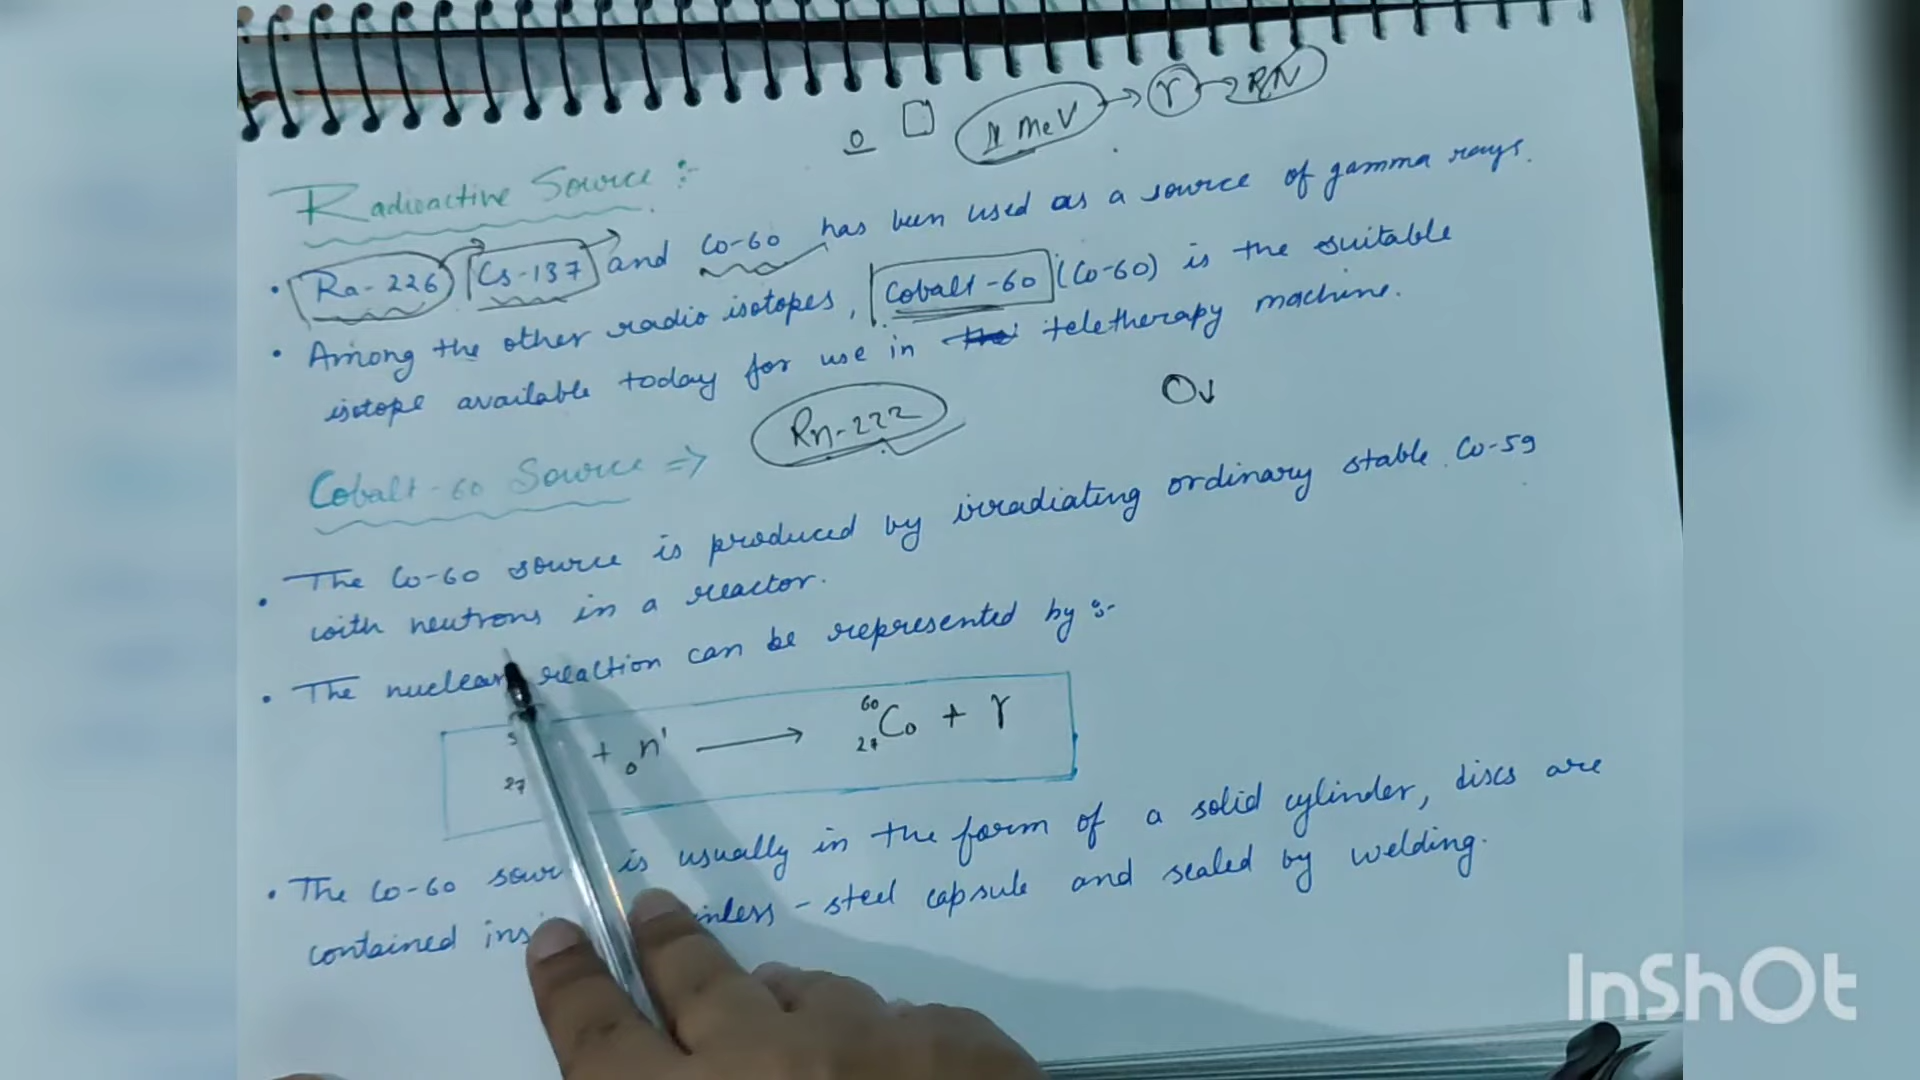 1 MeV → γ → RN
Radioactive Source :-
• Ra-226 Cs-137 and Co-60 has been used as a source of gamma rays.
• Among the other radio isotopes, Cobalt-60 (Co-60) is the suitable
isotope available today for use in teletherapy machine.
Rn-222
Cobalt-60 Source ⇒
• The Co-60 source is produced by irradiating ordinary stable Co-59
with neutrons in a reactor.
• The nuclear reaction can be represented by :-
27 + ₀n¹ ⟶ ⁶⁰₂₇Co + γ
• The Co-60 is usually in the form of a solid cylinder, discs are
contained steel capsule and sealed by welding.
InShOt